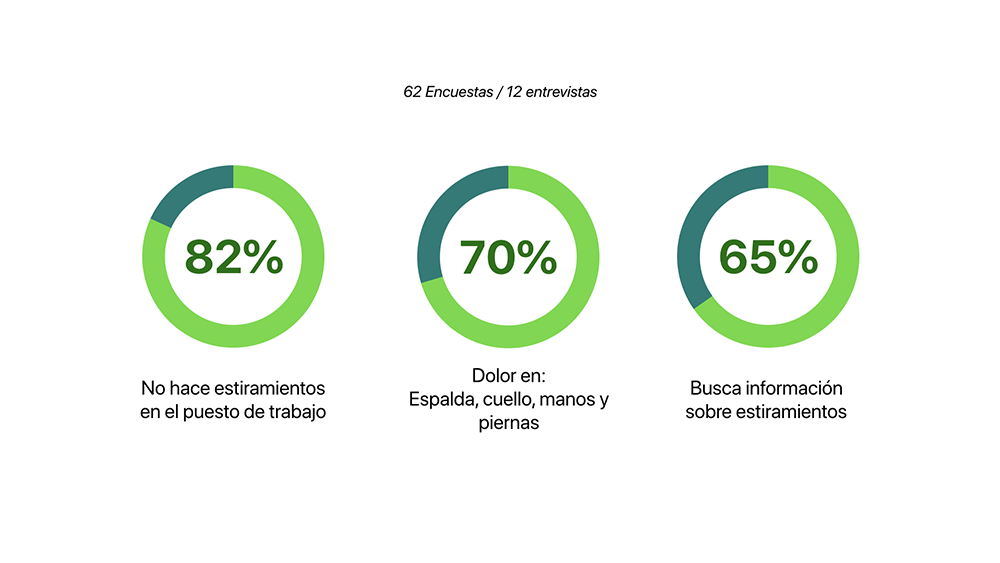 62 Encuestas / 12 entrevistas
82%
70%
65%
No hace estiramientos
en el puesto de trabajo
Dolor en:
Espalda, cuello, manos y
piernas
Busca información
sobre estiramientos